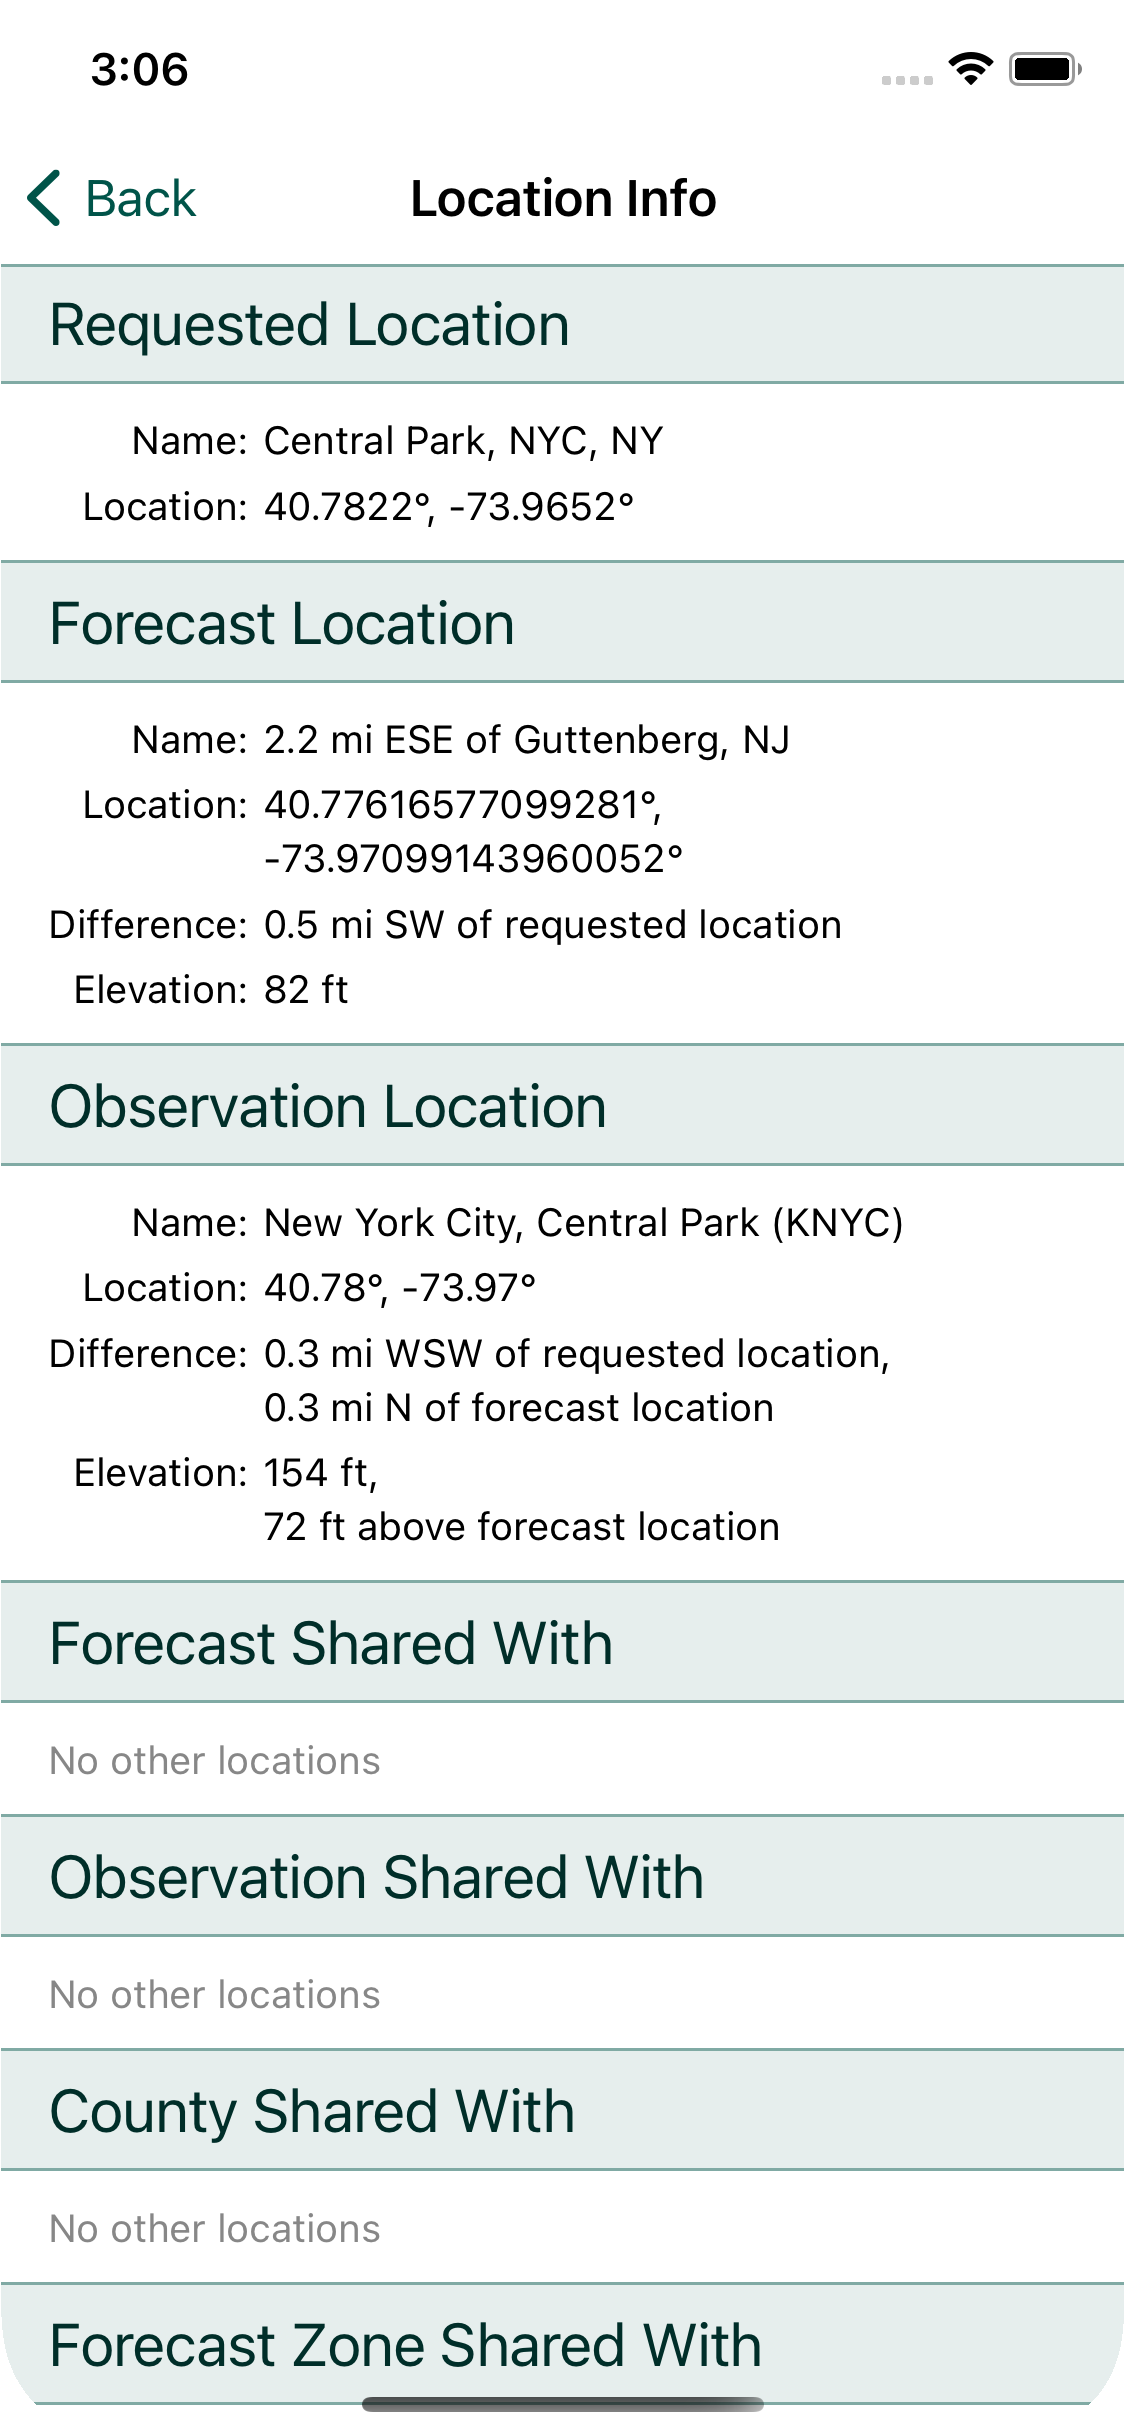 3:06
Back
Location Info
Requested Location
Name: Central Park, NYC, NY
Location: 40.7822°, -73.9652°
Forecast Location
Name: 2.2 mi ESE of Guttenberg, NJ
Location: 40.77616577099281°,
-73.97099143960052°
Difference: 0.5 mi SW of requested location
Elevation: 82 ft
Observation Location
Name: New York City, Central Park (KNYC)
Location: 40.78°, -73.97°
Difference: 0.3 mi WSW of requested location,
0.3 mi N of forecast location
Elevation: 154 ft,
72 ft above forecast location
Forecast Shared With
No other locations
Observation Shared With
No other locations
County Shared With
No other locations
Forecast Zone Shared With